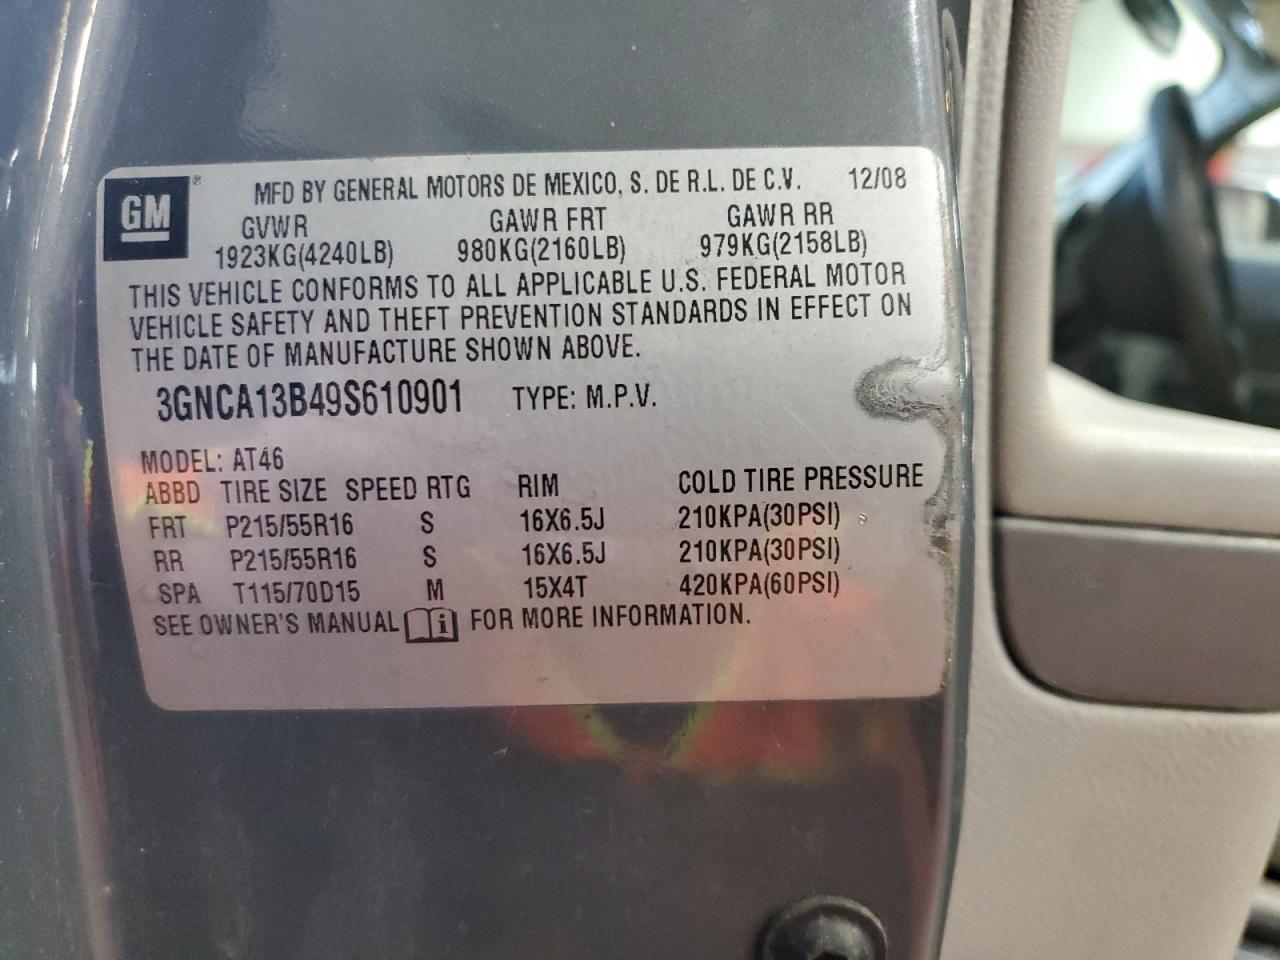 GM ® MFD BY GENERAL MOTORS DE MEXICO, S. DE R.L. DE C.V. 12/08
GVWR GAWR FRT GAWR RR
1923KG(4240LB) 980KG(2160LB) 979KG(2158LB)
THIS VEHICLE CONFORMS TO ALL APPLICABLE U.S. FEDERAL MOTOR
VEHICLE SAFETY AND THEFT PREVENTION STANDARDS IN EFFECT ON
THE DATE OF MANUFACTURE SHOWN ABOVE.
3GNCA13B49S610901 TYPE: M.P.V.
MODEL: AT46
ABBD TIRE SIZE SPEED RTG RIM COLD TIRE PRESSURE
FRT P215/55R16 S 16X6.5J 210KPA(30PSI)
RR P215/55R16 S 16X6.5J 210KPA(30PSI)
SPA T115/70D15 M 15X4T 420KPA(60PSI)
SEE OWNER'S MANUAL i FOR MORE INFORMATION.